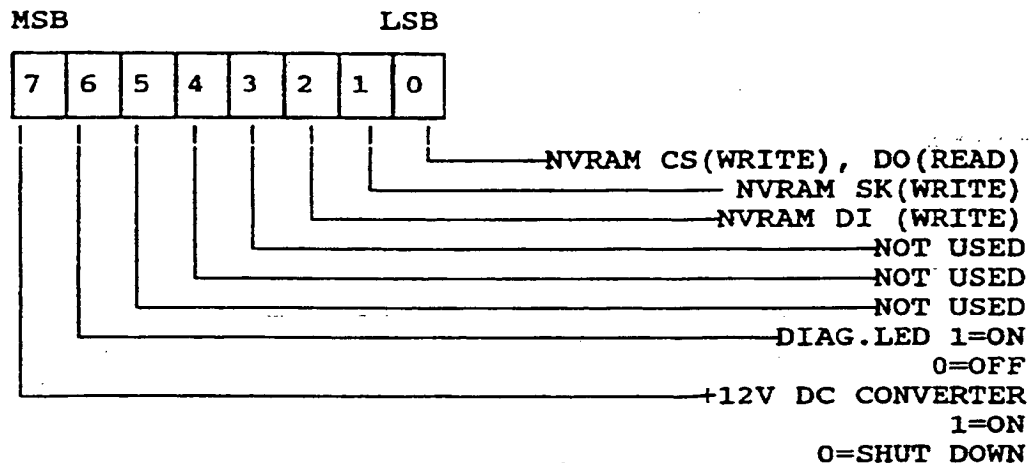 MSB LSB
7 6 5 4 3 2 1 0
NVRAM CS(WRITE), DO(READ)
NVRAM SK(WRITE)
NVRAM DI (WRITE)
NOT USED
NOT USED
NOT USED
DIAG.LED 1=ON
0=OFF
+12V DC CONVERTER
1=ON
0=SHUT DOWN